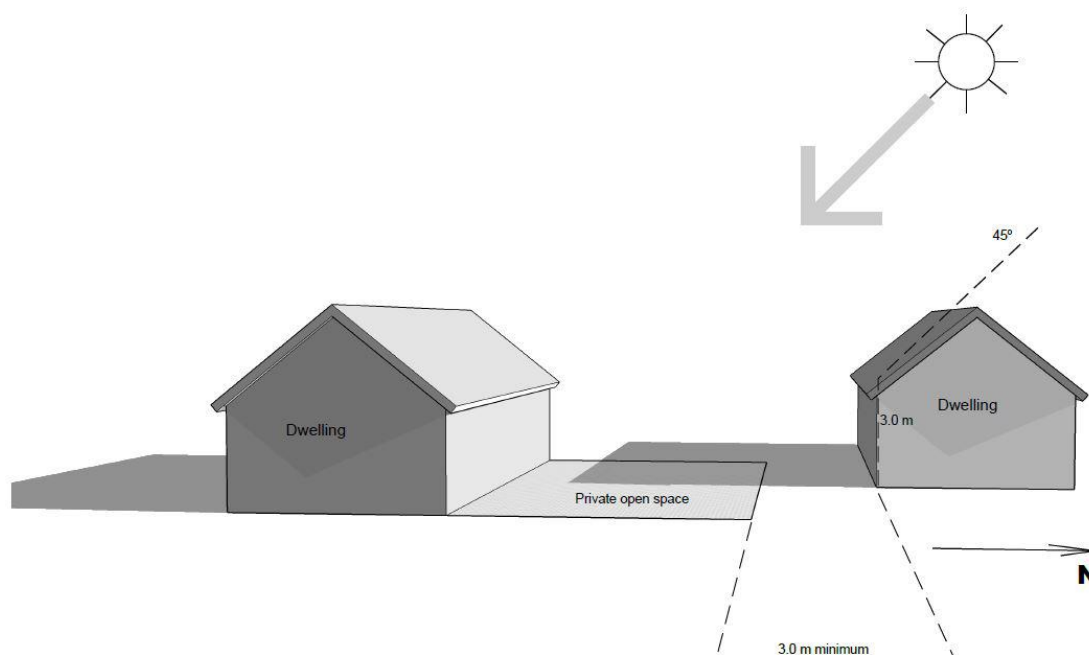 45º
Dwelling
3.0 m
Dwelling
Private open space
N
3.0 m minimum